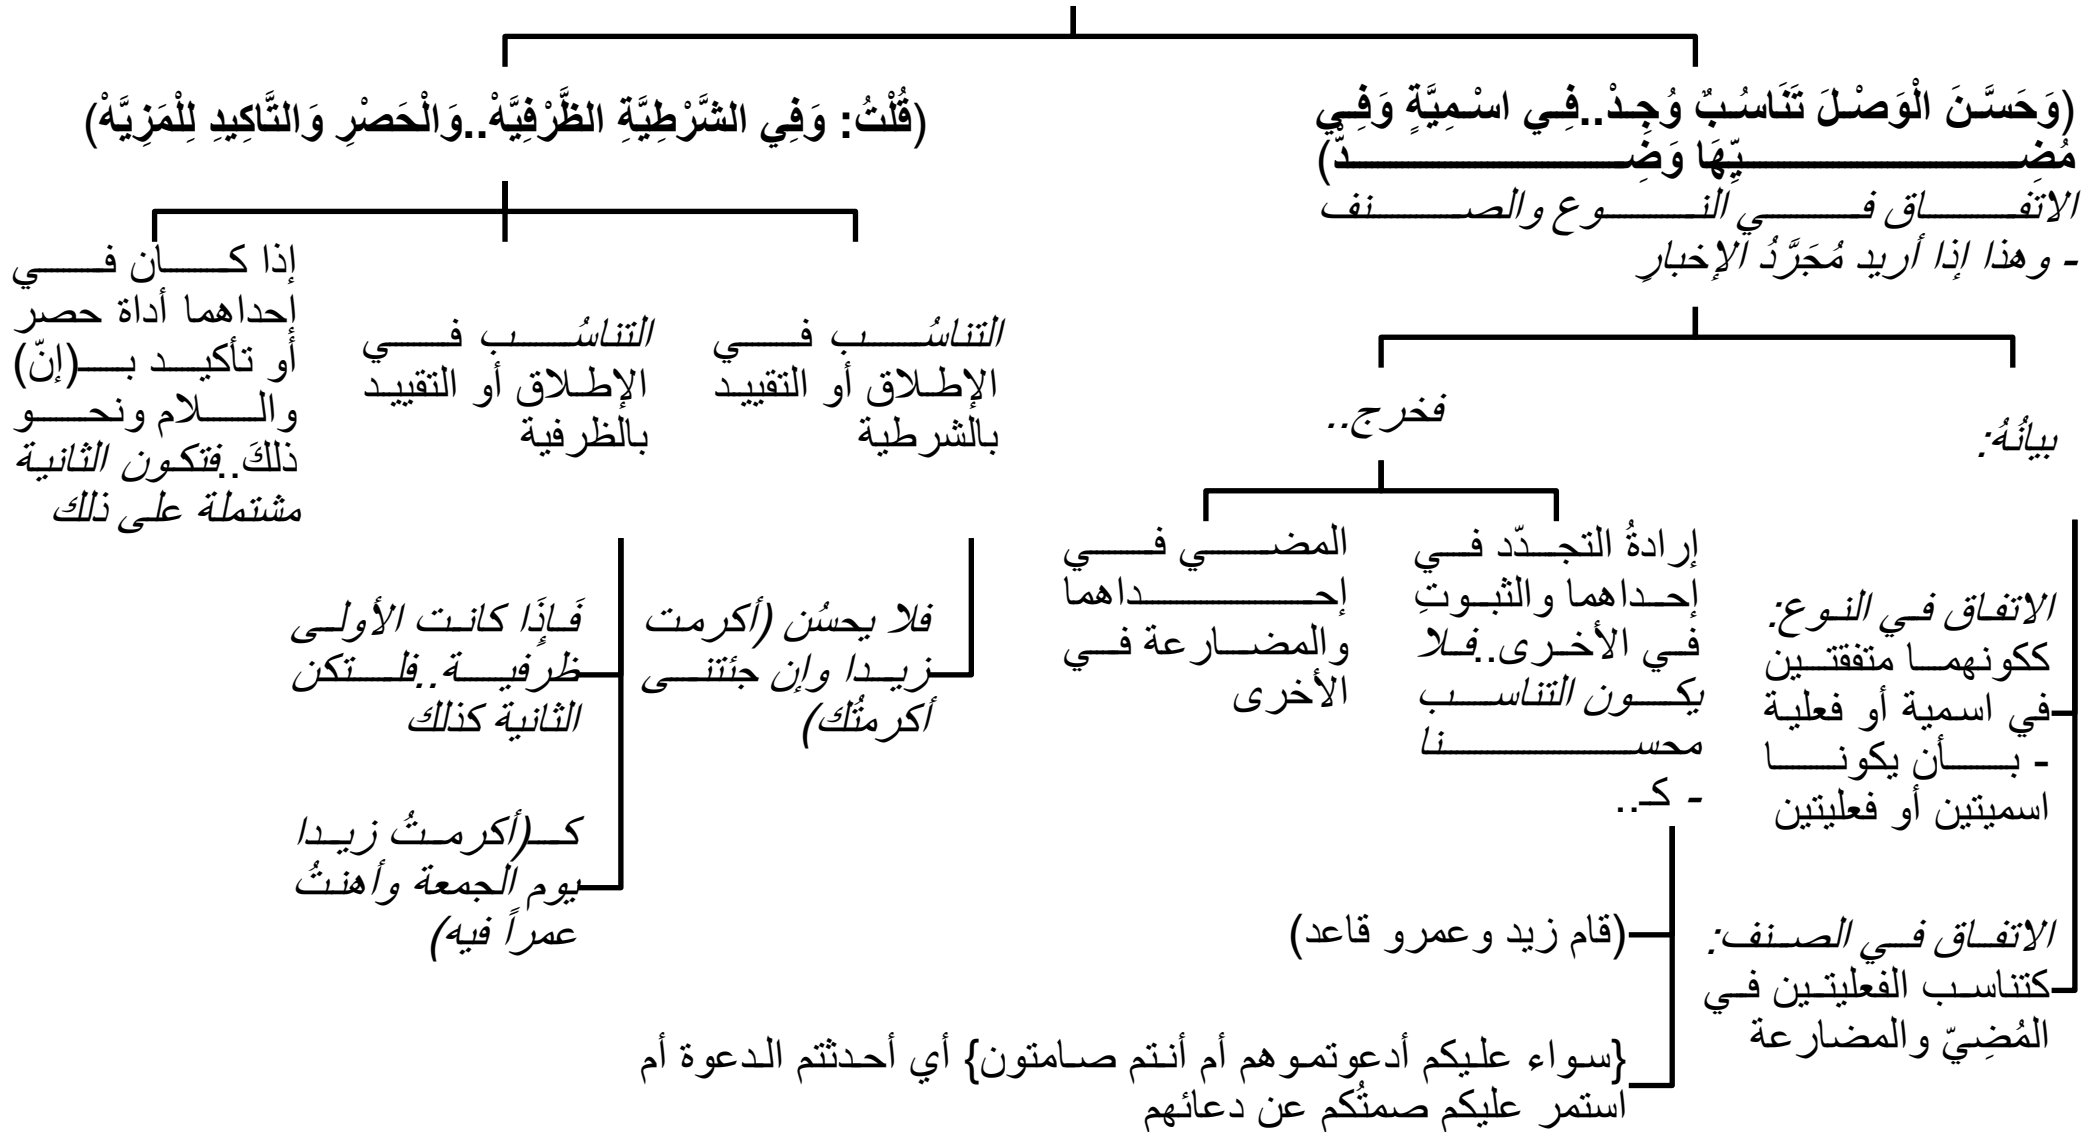 (وَحَسَّنَ الْوَصْلَ تَنَاسُبٌ وُجِدْ..فِي اسْمِيَّةٍ وَفِي
مُضِيِّهَا وَضِدّْ)
الاتفاق في النوع والصنف
- وهذا إذا أريد مُجَرَّدُ الإخبارِ
بيانُهُ:
الاتفاق في النوع:
ككونهما متفقتين
في اسمية أو فعلية
- بأن يكونا
اسميتين أو فعليتين
الاتفاق في الصنف:
كتناسب الفعليتين في
المُضِيّ والمضارعة
فخرج..
إرادةُ التجدّد في
إحداهما والثبوتِ
في الأخرى..فلا
يكون التناسب
محسنا
- كـ..
(قام زيد وعمرو قاعد)
{سواء عليكم أدعوتموهم أم أنتم صامتون} أي أحدثتم الدعوة أم
استمر عليكم صمتُكم عن دعائهم
المضي في
إحداهما
والمضارعة في
الأخرى
(قُلْتُ: وَفِي الشَّرْطِيَّةِ الظَّرْفِيَّهْ..وَالْحَصْرِ وَالتَّاكِيدِ لِلْمَزِيَّهْ)
التناسُب في
الإطلاق أو التقييد
بالشرطية
فلا يحسُن (أكرمت
زيدا وإن جئتنى
أكرمتُك)
التناسُب في
الإطلاق أو التقييد
بالظرفية
فَإِذَا كانت الأولى
ظرفية..فلتكن
الثانية كذلك
كـ(أكرمتُ زيدا
يوم الجمعة وأهنتُ
عمراً فيه)
إذا كان في
إحداهما أداة حصر
أو تأكيد بـ(إنّ)
واللام ونحو
ذلكَ..فتكون الثانية
مشتملة على ذلك